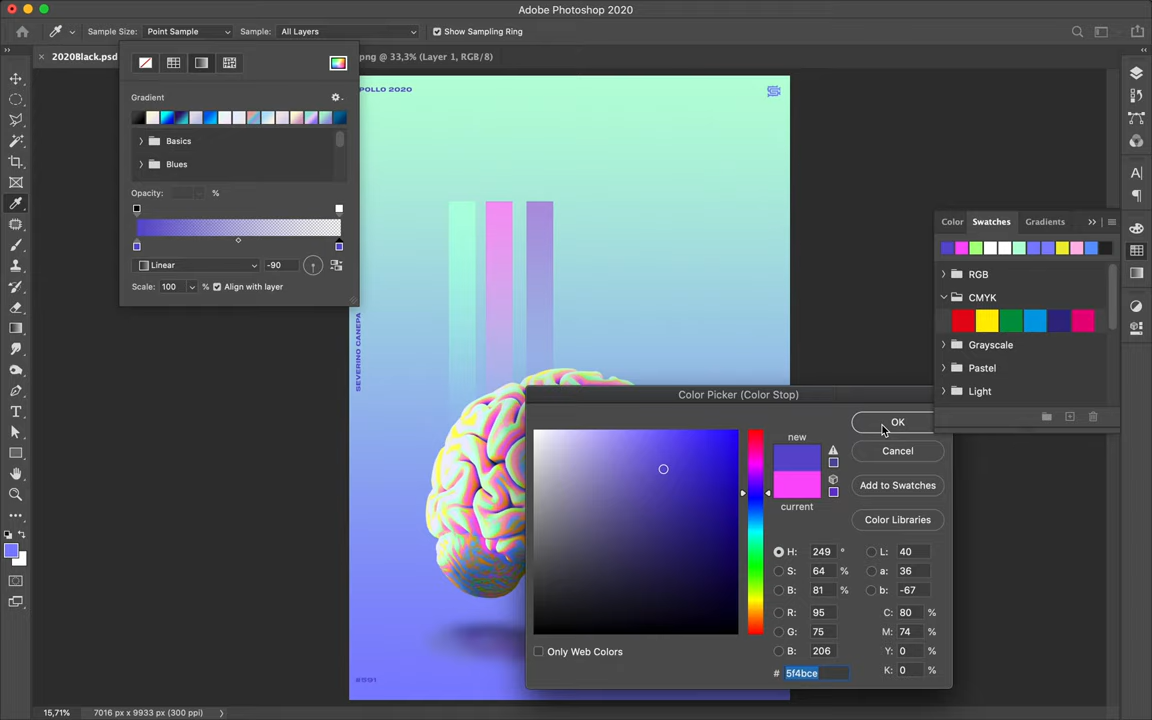 Adobe Photoshop 2020
Sample Size: Point Sample Sample: All Layers Show Sampling Ring
2020Black.psd png @ 33,3% (Layer 1, RGB/8)
POLLO 2020
Gradient
Basics
Blues
Opacity: %
Linear -90
Scale: 100 % Align with layer
SEVERINO CANEPA
#591
Color Swatches Gradients
RGB
CMYK
Grayscale
Pastel
Light
Color Picker (Color Stop)
new
current
OK
Cancel
Add to Swatches
Color Libraries
H: 249 ° L: 40
S: 64 % a: 36
B: 81 % b: -67
R: 95 C: 80 %
G: 75 M: 74 %
B: 206 Y: 0 %
# 5f4bce K: 0 %
Only Web Colors
15,71% 7016 px x 9933 px (300 ppi)